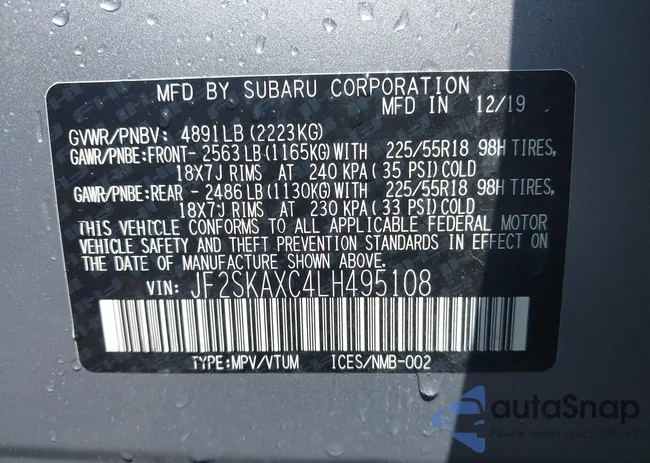 MFD BY SUBARU CORPORATION
MFD IN 12/19
GVWR/PNBV: 4891LB(2223KG)
GAWR/PNBE:FRONT- 2563 LB(1165KG)WITH 225/55R18 98H TIRES,
18X7J RIMS AT 240 KPA(35 PSI)COLD
GAWR/PNBE:REAR - 2486 LB(1130KG)WITH 225/55R18 98H TIRES,
18X7J RIMS AT 230 KPA(33 PSI)COLD
THIS VEHICLE CONFORMS TO ALL APPLICABLE FEDERAL MOTOR
VEHICLE SAFETY AND THEFT PREVENTION STANDARDS IN EFFECT ON
THE DATE OF MANUFACTURE SHOWN ABOVE.
VIN: JF2SKAXC4LH495108
TYPE:MPV/VTUM ICES/NMB-002
autaSnap